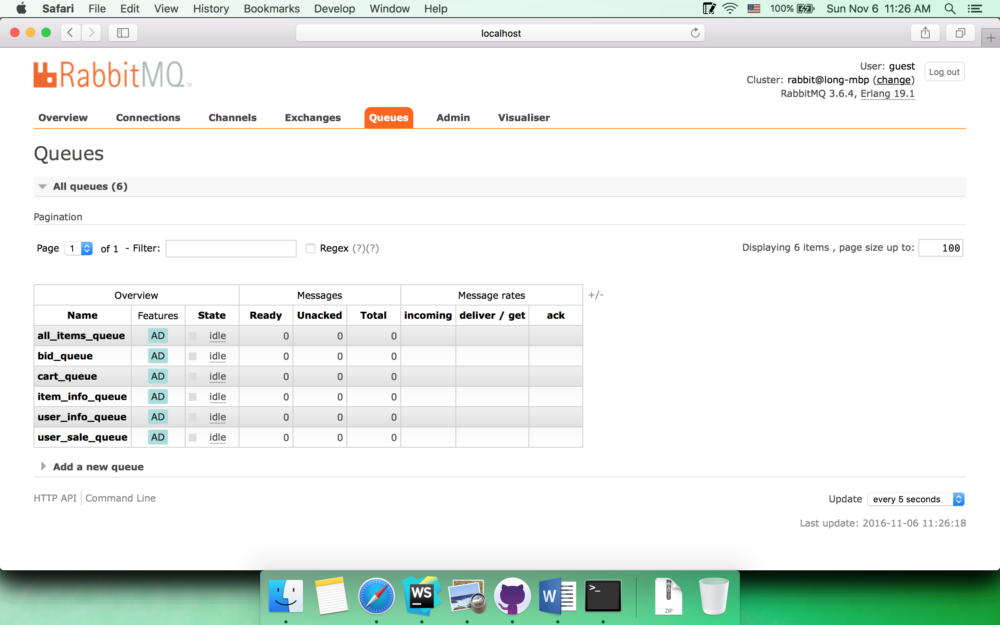 Safari File Edit View History Bookmarks Develop Window Help 100% Sun Nov 6 11:26 AM
localhost
RabbitMQ™
User: guest
Log out
Cluster: rabbit@long-mbp (change)
RabbitMQ 3.6.4, Erlang 19.1
Overview Connections Channels Exchanges Queues Admin Visualiser
Queues
All queues (6)
Pagination
Page 1 of 1 - Filter: Regex (?)(?) Displaying 6 items , page size up to: 100
Overview Messages Message rates +/-
Name Features State Ready Unacked Total incoming deliver / get ack
all_items_queue AD idle 0 0 0
bid_queue AD idle 0 0 0
cart_queue AD idle 0 0 0
item_info_queue AD idle 0 0 0
user_info_queue AD idle 0 0 0
user_sale_queue AD idle 0 0 0
Add a new queue
HTTP API Command Line Update every 5 seconds
Last update: 2016-11-06 11:26:18
WS W >_ ZIP